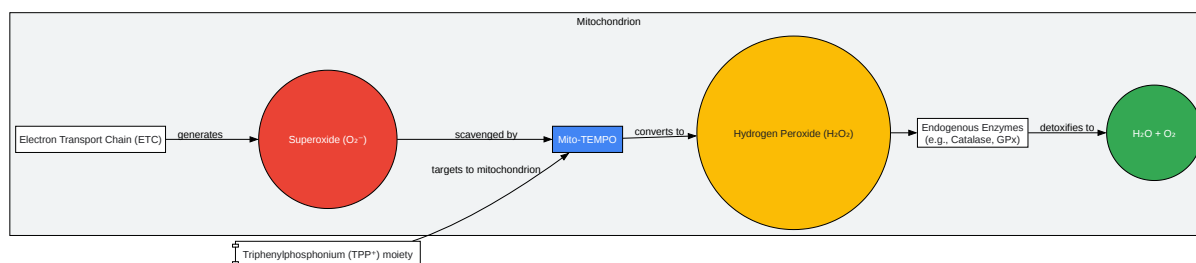 Mitochondrion
Electron Transport Chain (ETC)
generates
Superoxide (O₂⁻)
scavenged by
Mito-TEMPO
converts to
Hydrogen Peroxide (H₂O₂)
Endogenous Enzymes
(e.g., Catalase, GPx)
detoxifies to
H₂O + O₂
targets to mitochondrion
Triphenylphosphonium (TPP⁺) moiety